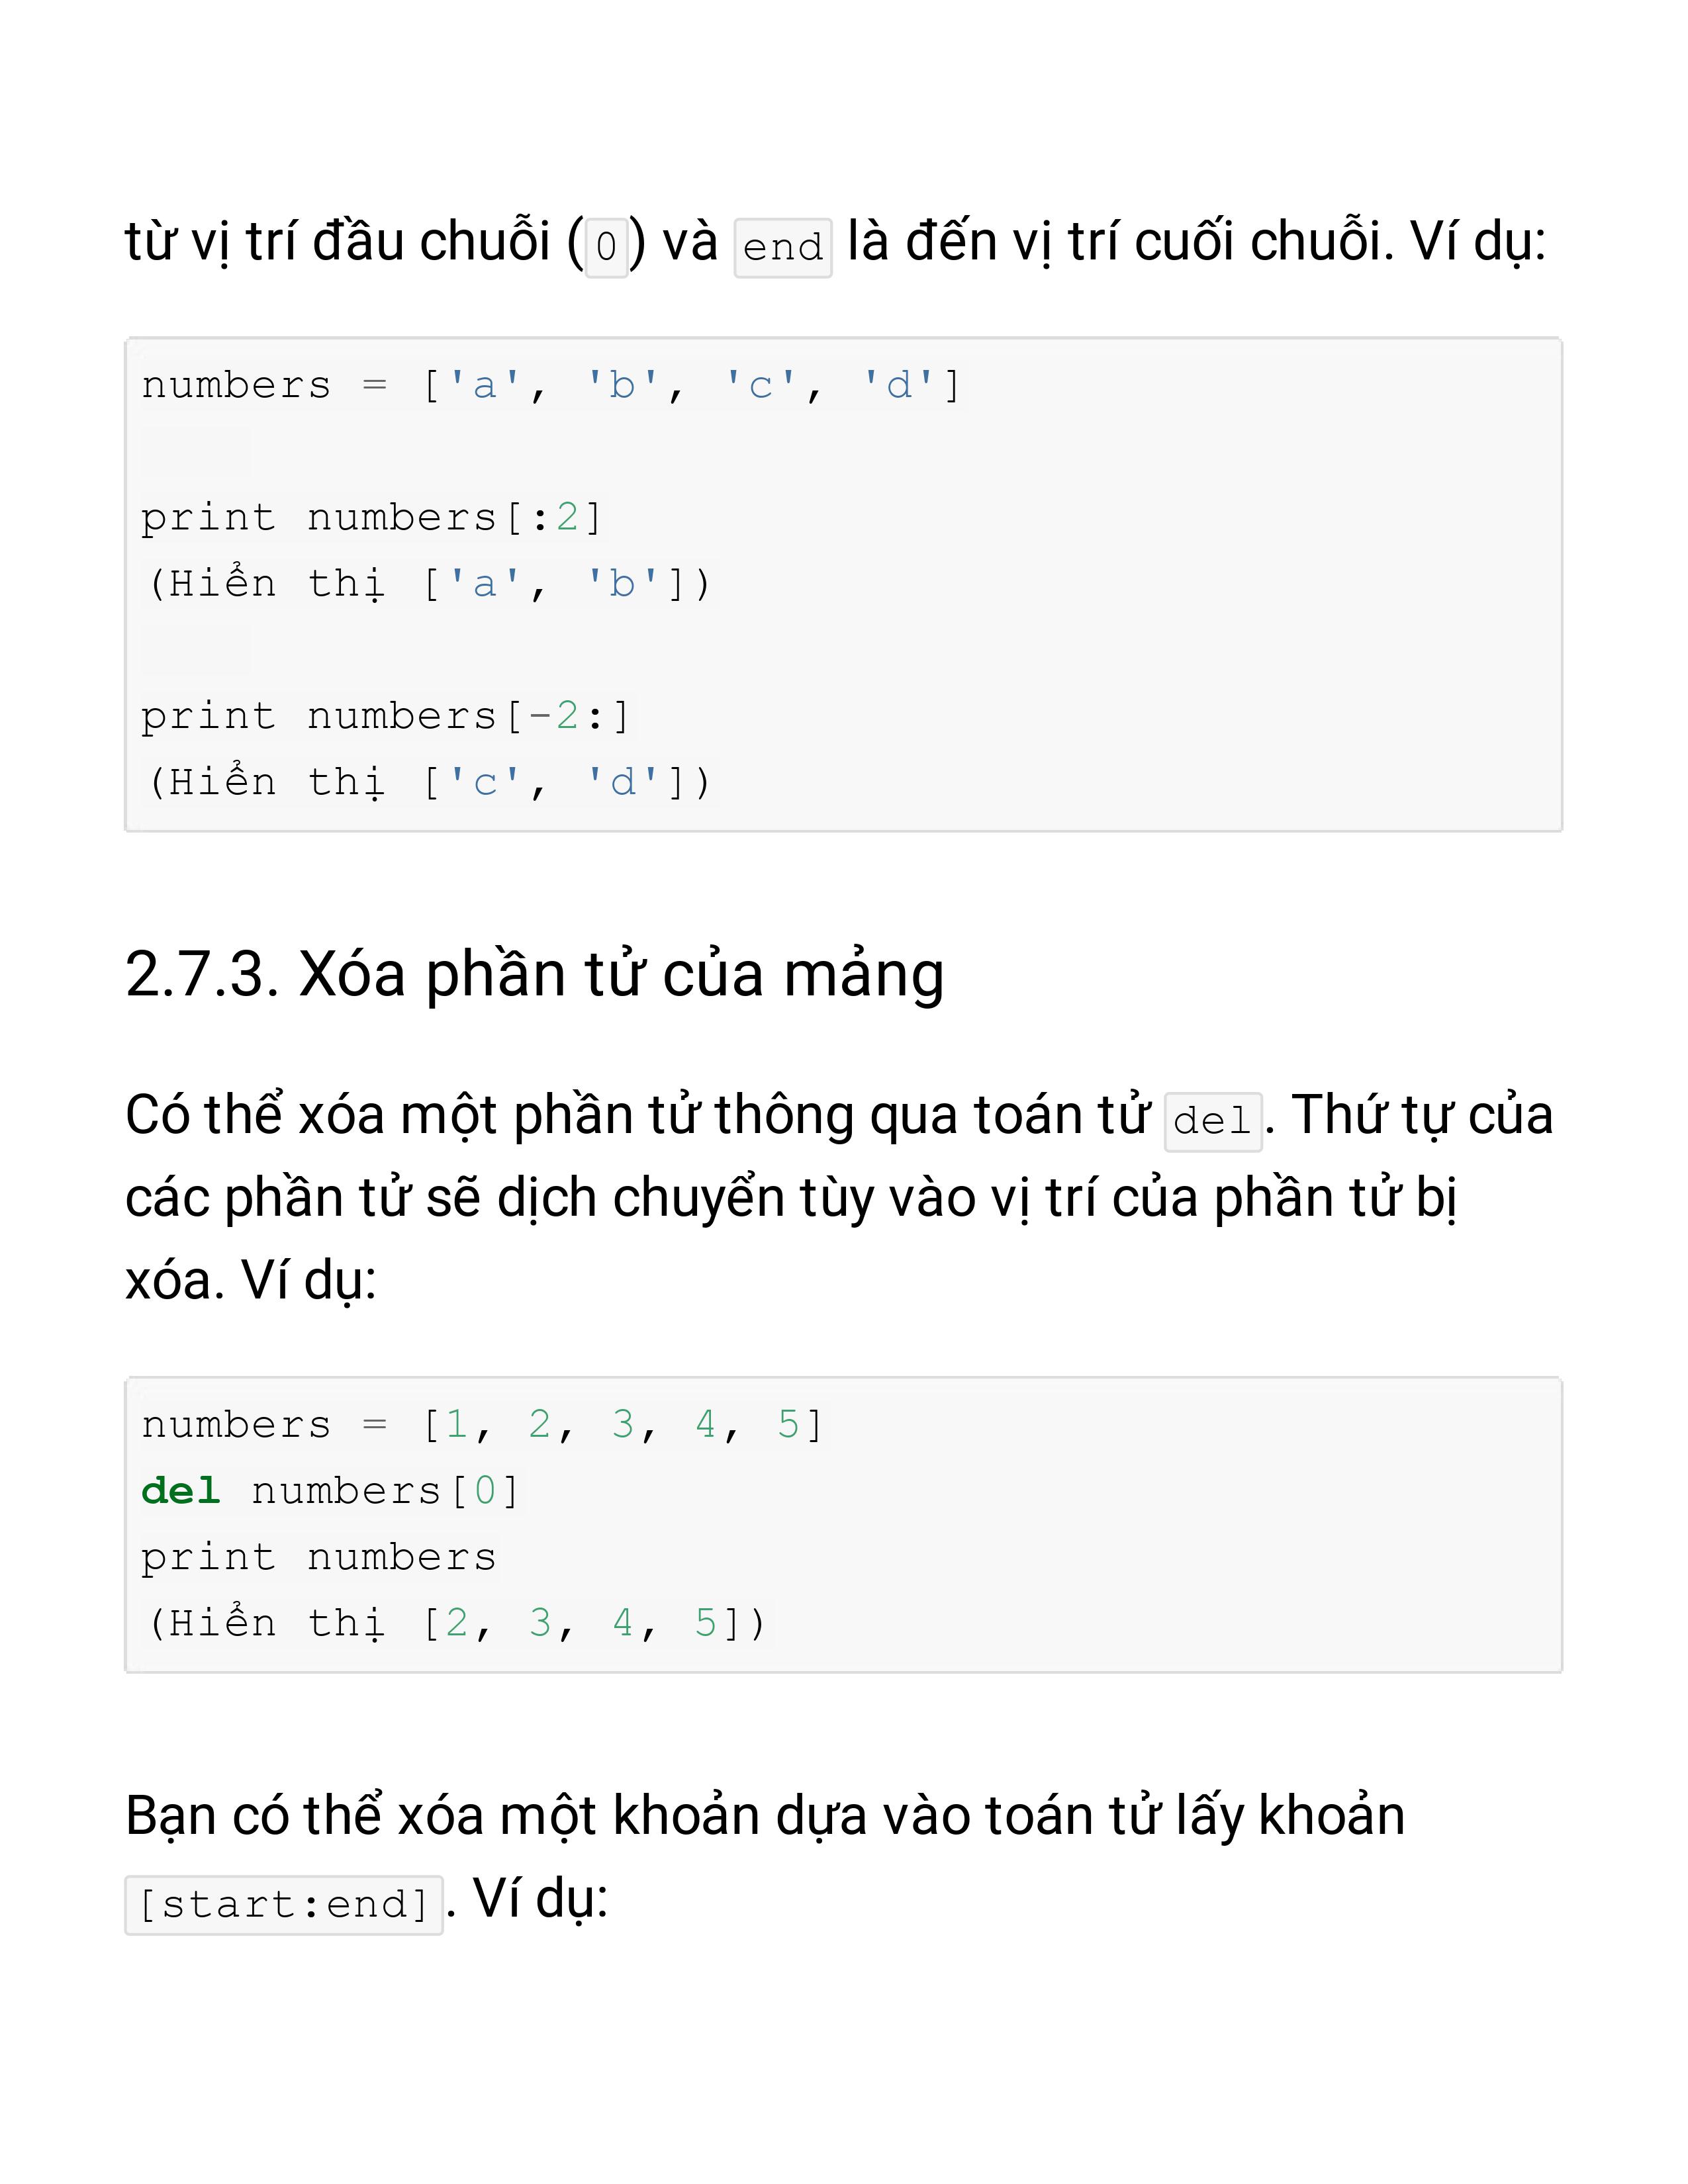 từ vị trí đầu chuỗi (0) và end là đến vị trí cuối chuỗi. Ví dụ:
numbers = ['a', 'b', 'c', 'd']
print numbers[:2]
(Hiển thị ['a', 'b'])
print numbers[-2:]
(Hiển thị ['c', 'd'])
2.7.3. Xóa phần tử của mảng
Có thể xóa một phần tử thông qua toán tử del. Thứ tự của
các phần tử sẽ dịch chuyển tùy vào vị trí của phần tử bị
xóa. Ví dụ:
numbers = [1, 2, 3, 4, 5]
del numbers[0]
print numbers
(Hiển thị [2, 3, 4, 5])
Bạn có thể xóa một khoản dựa vào toán tử lấy khoản
[start:end]. Ví dụ: